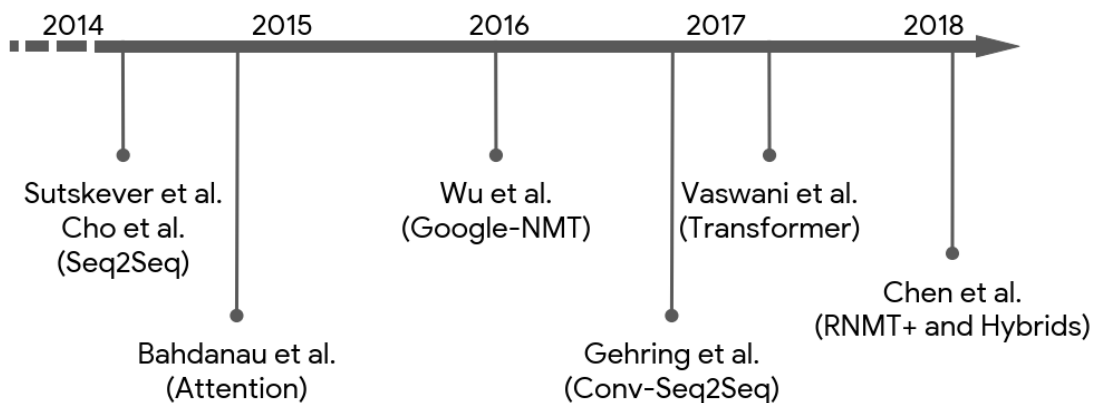 2014 2015 2016 2017 2018
Sutskever et al.
Cho et al.
(Seq2Seq)
Bahdanau et al.
(Attention)
Wu et al.
(Google-NMT)
Gehring et al.
(Conv-Seq2Seq)
Vaswani et al.
(Transformer)
Chen et al.
(RNMT+ and Hybrids)